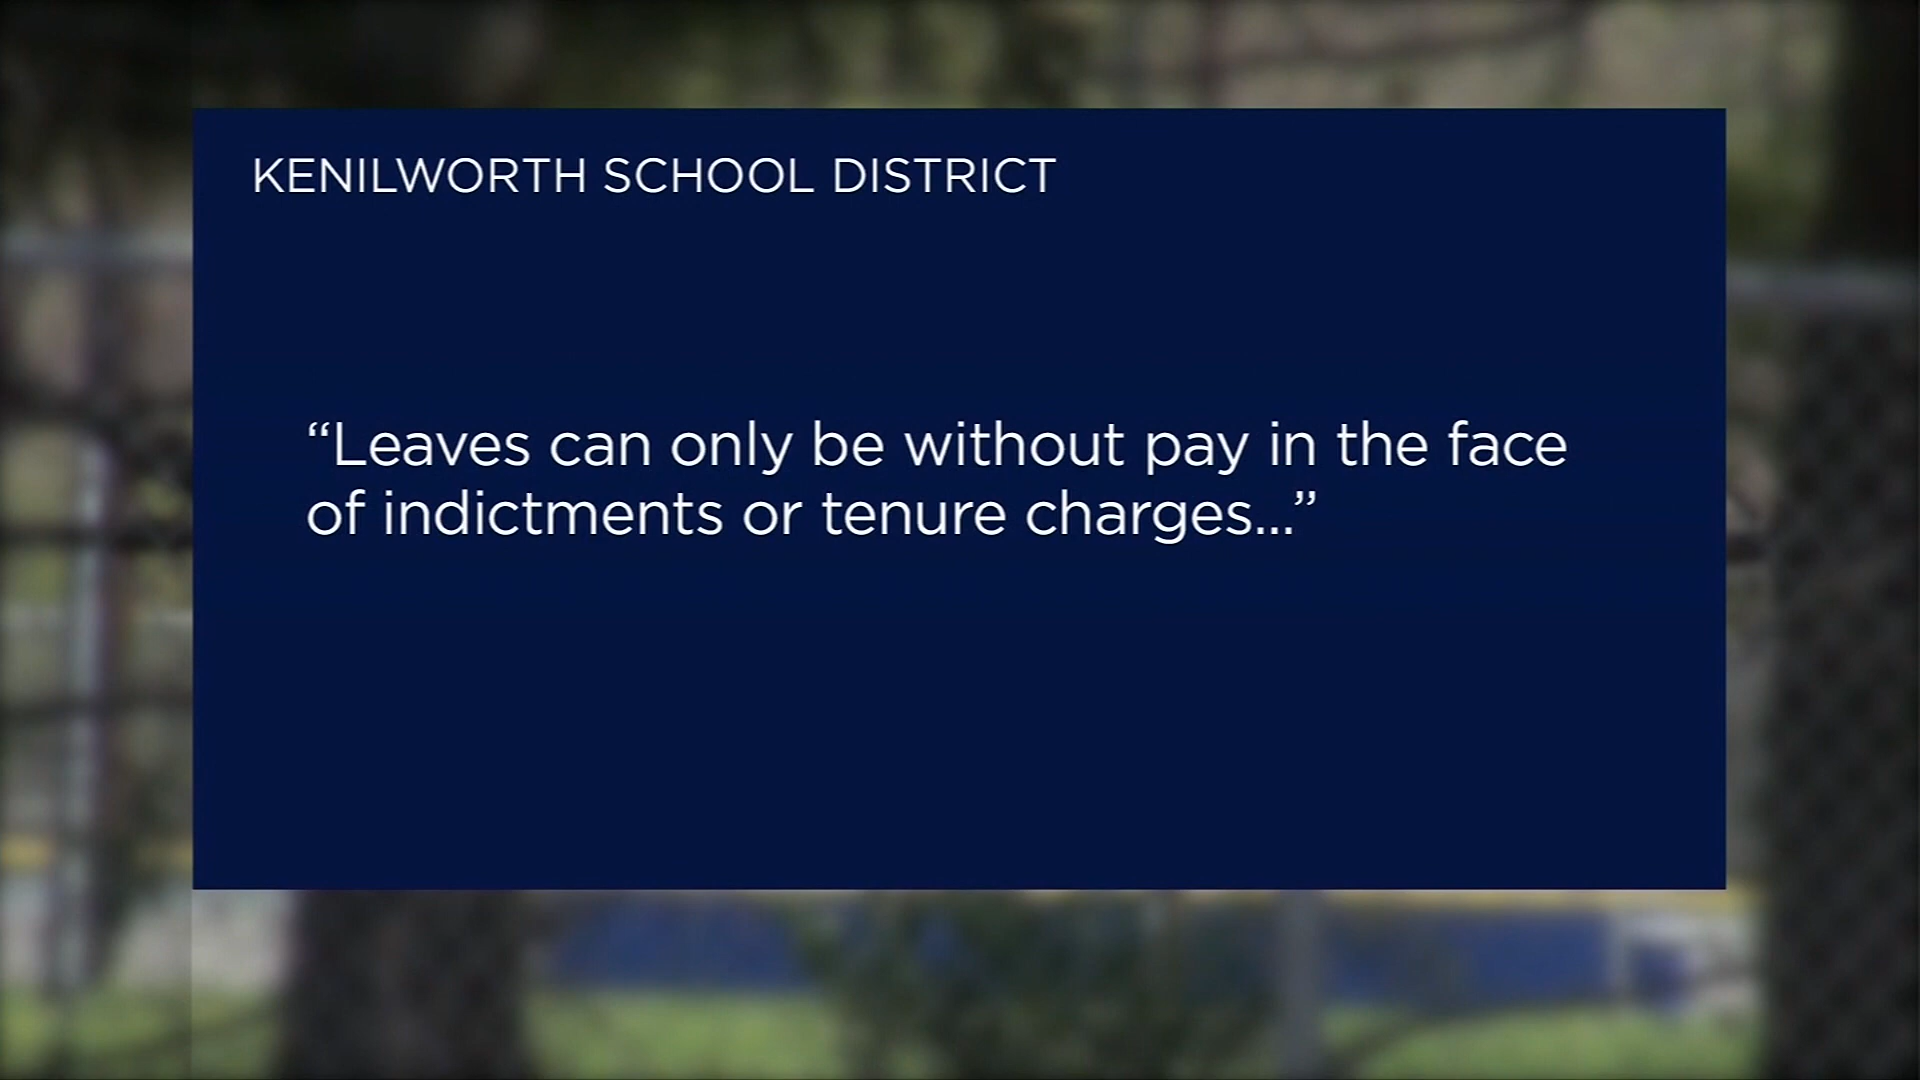 KENILWORTH SCHOOL DISTRICT
“Leaves can only be without pay in the face
of indictments or tenure charges...”